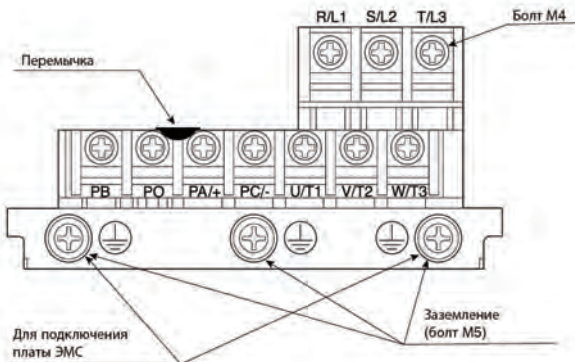 R/L1 S/L2 T/L3
Болт М4
Перемычка
PB PO PA/+ PC/- U/T1 V/T2 W/T3
Для подключения
платы ЭМС
Заземление
(болт М5)